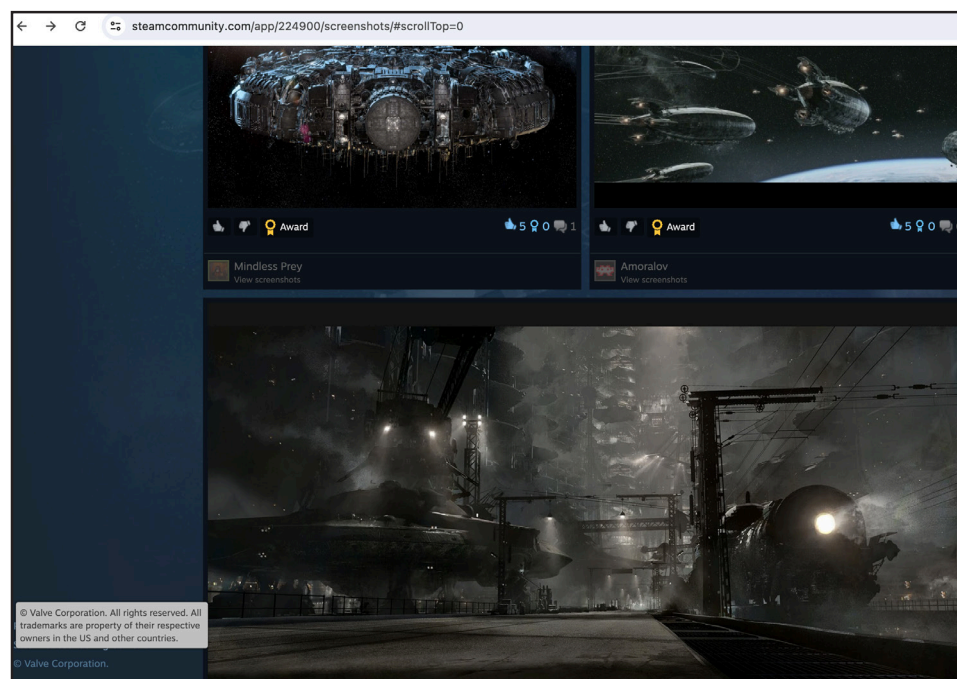 steamcommunity.com/app/224900/screenshots/#scrollTop=0
Award
5 0 1
Award
5 0
Mindless Prey
View screenshots
Amoralov
View screenshots
© Valve Corporation. All rights reserved. All
trademarks are property of their respective
owners in the US and other countries.
© Valve Corporation.